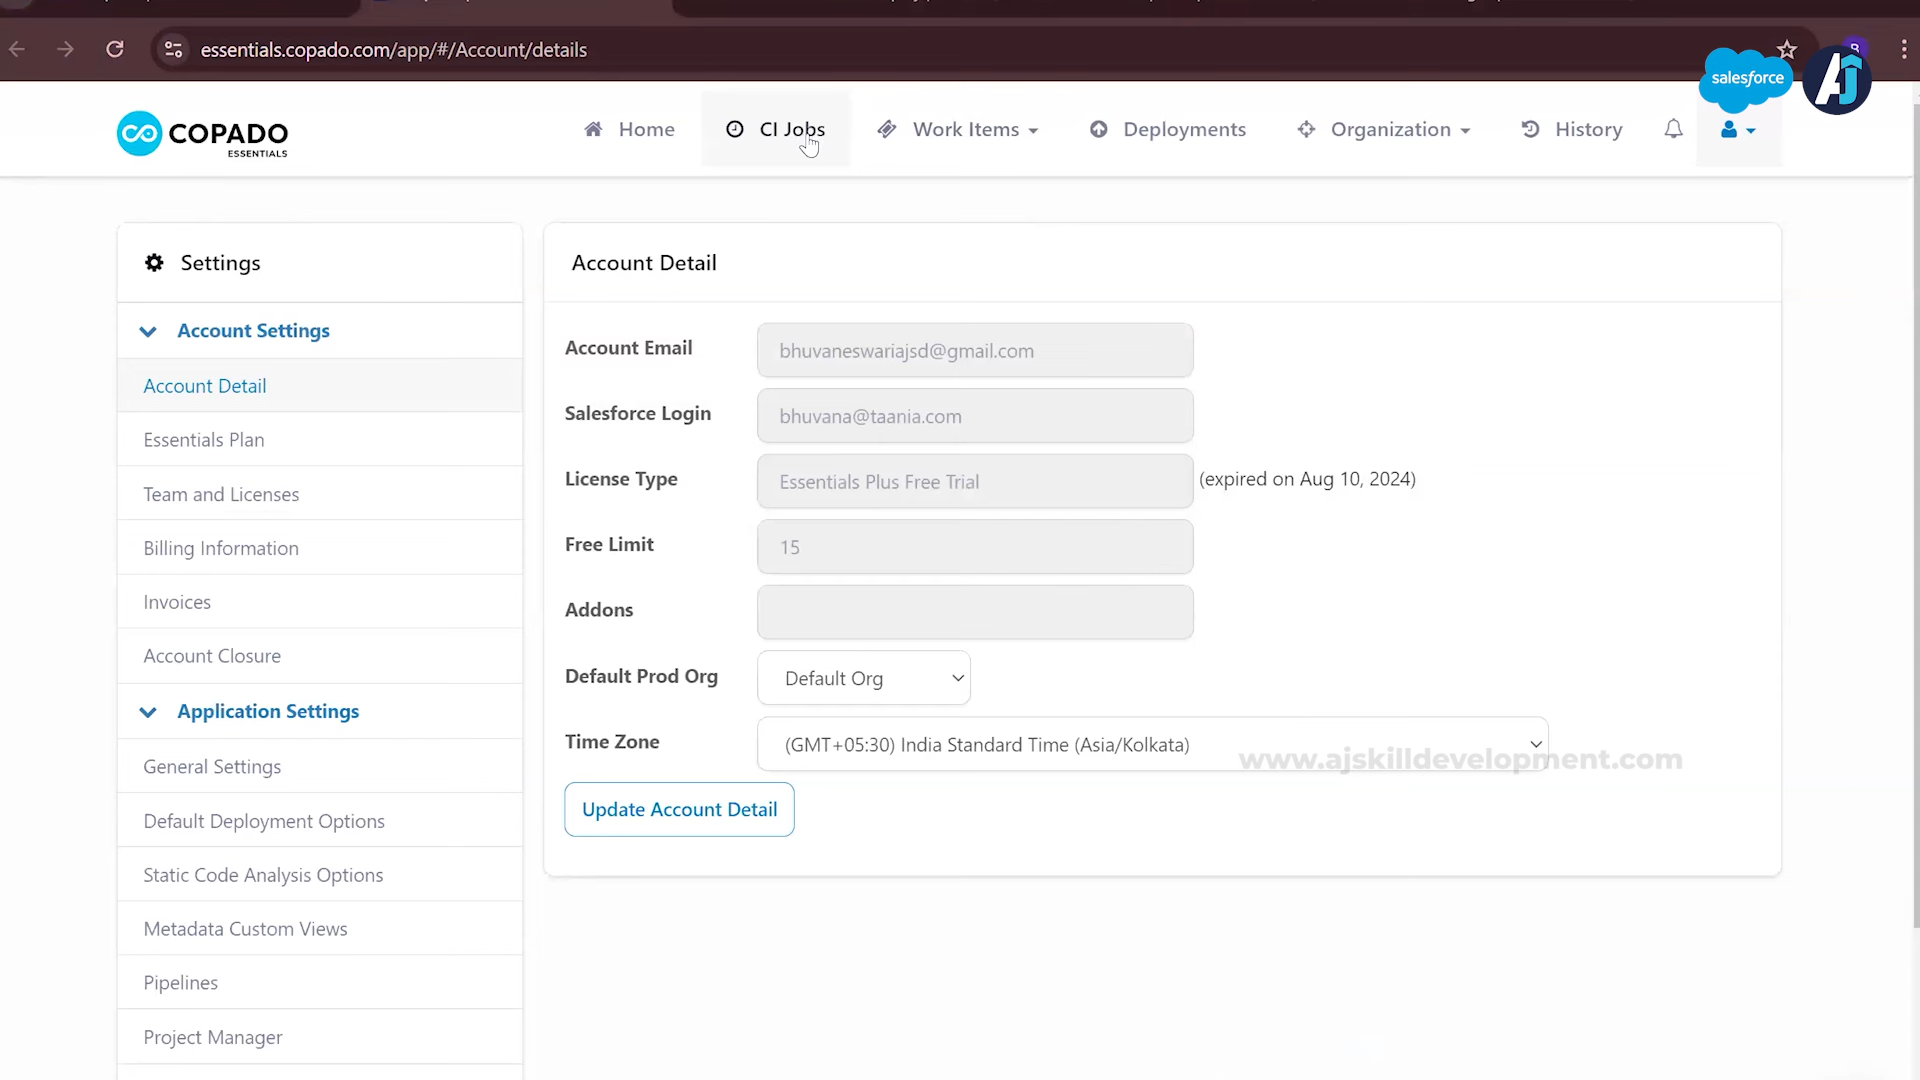 essentials.copado.com/app/#/Account/details
B
salesforce
AJ
COPADO
ESSENTIALS
Home
CI Jobs
Work Items
Deployments
Organization
History
Settings
Account Settings
Account Detail
Essentials Plan
Team and Licenses
Billing Information
Invoices
Account Closure
Application Settings
General Settings
Default Deployment Options
Static Code Analysis Options
Metadata Custom Views
Pipelines
Project Manager
Account Detail
Account Email
bhuvaneswariajsd@gmail.com
Salesforce Login
bhuvana@taania.com
License Type
Essentials Plus Free Trial
(expired on Aug 10, 2024)
Free Limit
15
Addons
Default Prod Org
Default Org
Time Zone
(GMT+05:30) India Standard Time (Asia/Kolkata)
www.ajskilldevelopment.com
Update Account Detail